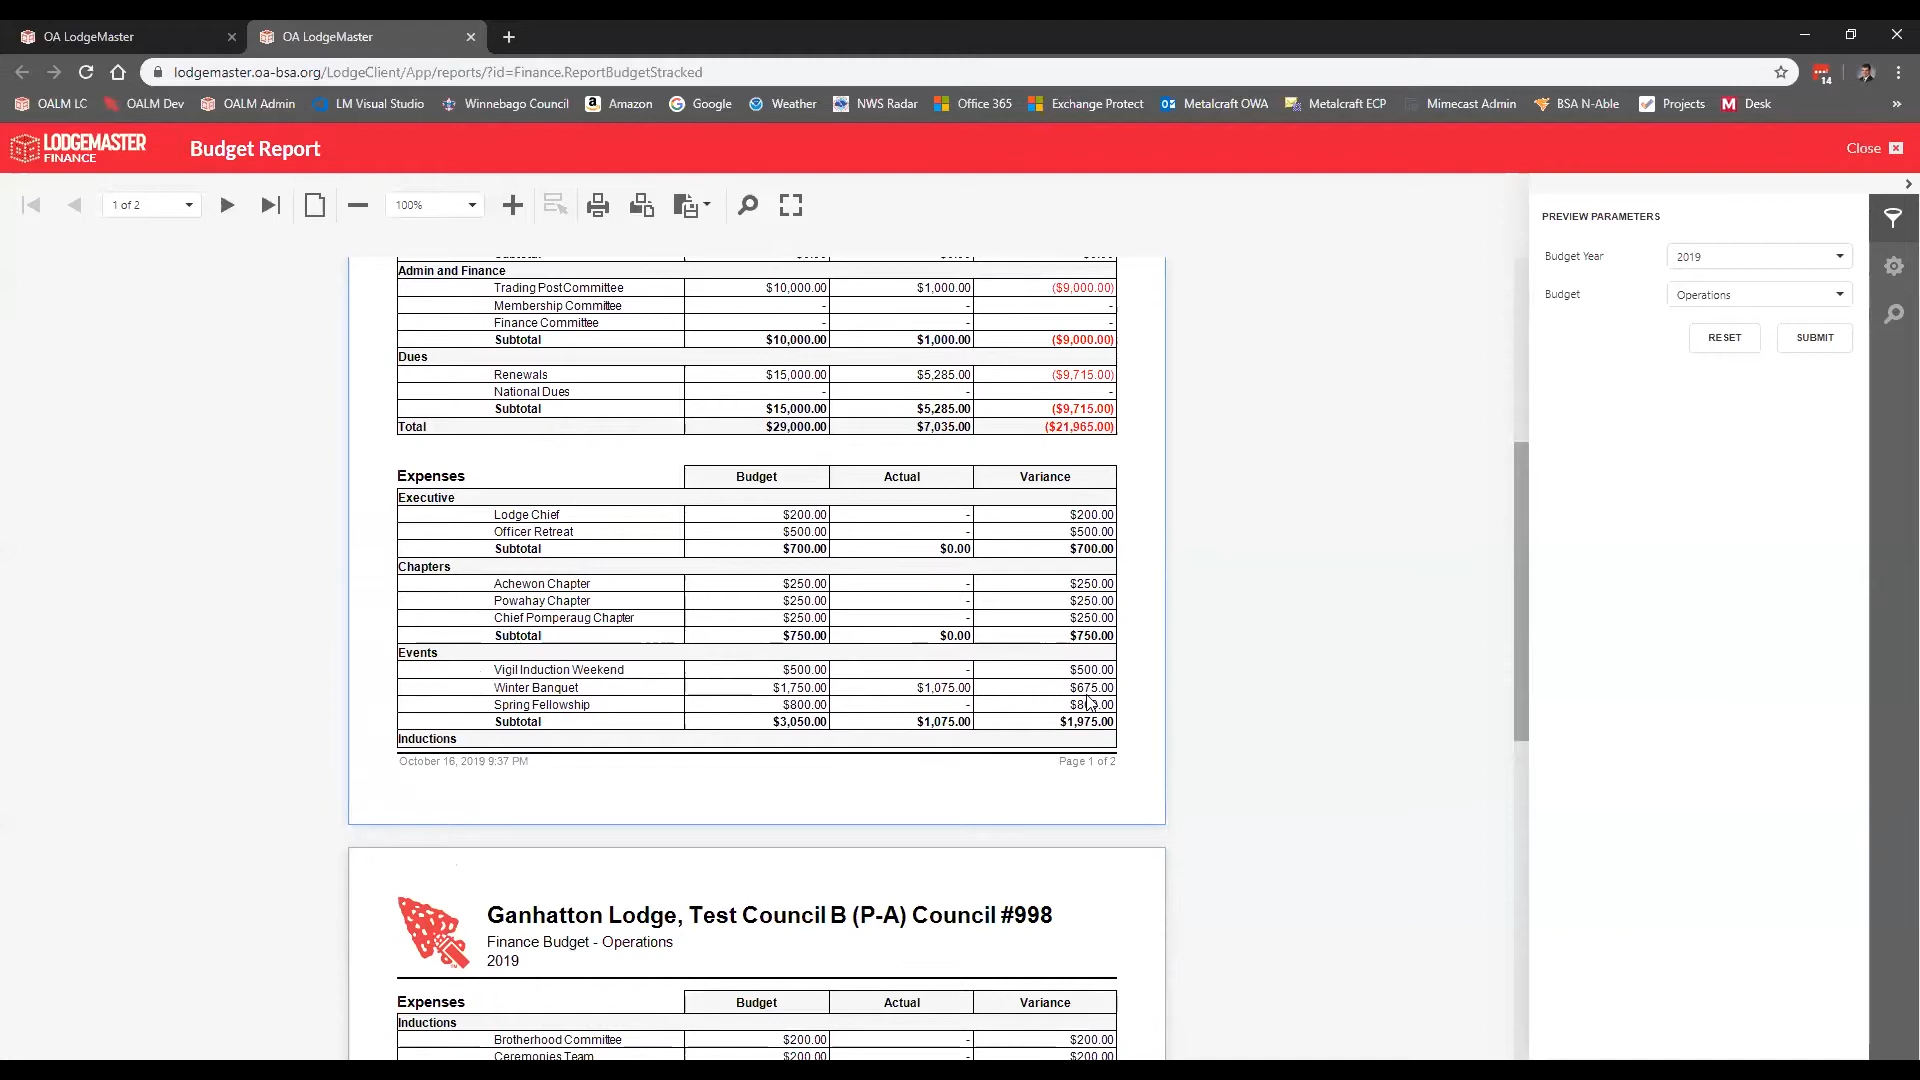 OA LodgeMaster
OA LodgeMaster
lodgemaster.oa-bsa.org/LodgeClient/App/reports/?id=Finance.ReportBudgetStracked
14
OALM LC OALM Dev OALM Admin LM Visual Studio Winnebago Council Amazon Google Weather NWS Radar Office 365 Exchange Protect Metalcraft OWA Metalcraft ECP Mimecast Admin BSA N-Able Projects Desk
LODGEMASTER
FINANCE
Budget Report
Close
1 of 2
100%
PREVIEW PARAMETERS
Budget Year 2019
Budget Operations
RESET SUBMIT
Admin and Finance
Trading Post Committee $10,000.00 $1,000.00 ($9,000.00)
Membership Committee - - -
Finance Committee - - -
Subtotal $10,000.00 $1,000.00 ($9,000.00)
Dues
Renewals $15,000.00 $5,285.00 ($9,715.00)
National Dues - - -
Subtotal $15,000.00 $5,285.00 ($9,715.00)
Total $29,000.00 $7,035.00 ($21,965.00)
Expenses Budget Actual Variance
Executive
Lodge Chief $200.00 - $200.00
Officer Retreat $500.00 - $500.00
Subtotal $700.00 $0.00 $700.00
Chapters
Achewon Chapter $250.00 - $250.00
Powahay Chapter $250.00 - $250.00
Chief Pomperaug Chapter $250.00 - $250.00
Subtotal $750.00 $0.00 $750.00
Events
Vigil Induction Weekend $500.00 - $500.00
Winter Banquet $1,750.00 $1,075.00 $675.00
Spring Fellowship $800.00 -
Subtotal $3,050.00 $1,075.00 $1,975.00
Inductions
October 16, 2019 9:37 PM Page 1 of 2
Ganhatton Lodge, Test Council B (P-A) Council #998
Finance Budget - Operations
2019
Expenses Budget Actual Variance
Inductions
Brotherhood Committee $200.00 - $200.00
Ceremonies Team $200.00 - $200.00